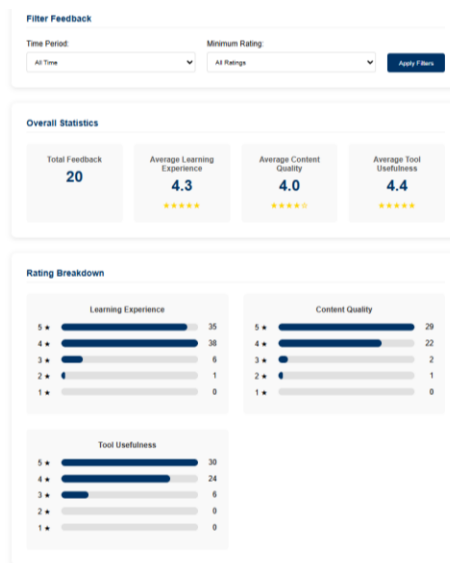 Filter Feedback
Time Period:
Minimum Rating:
All Time
All Ratings
Apply Filters
Overall Statistics
Total Feedback
20
Average Learning
Experience
4.3
★★★★★
Average Content
Quality
4.0
★★★★☆
Average Tool
Usefulness
4.4
★★★★★
Rating Breakdown
Learning Experience
5 ★ 35
4 ★ 38
3 ★ 6
2 ★ 1
1 ★ 0
Content Quality
5 ★ 29
4 ★ 22
3 ★ 2
2 ★ 1
1 ★ 0
Tool Usefulness
5 ★ 30
4 ★ 24
3 ★ 6
2 ★ 0
1 ★ 0